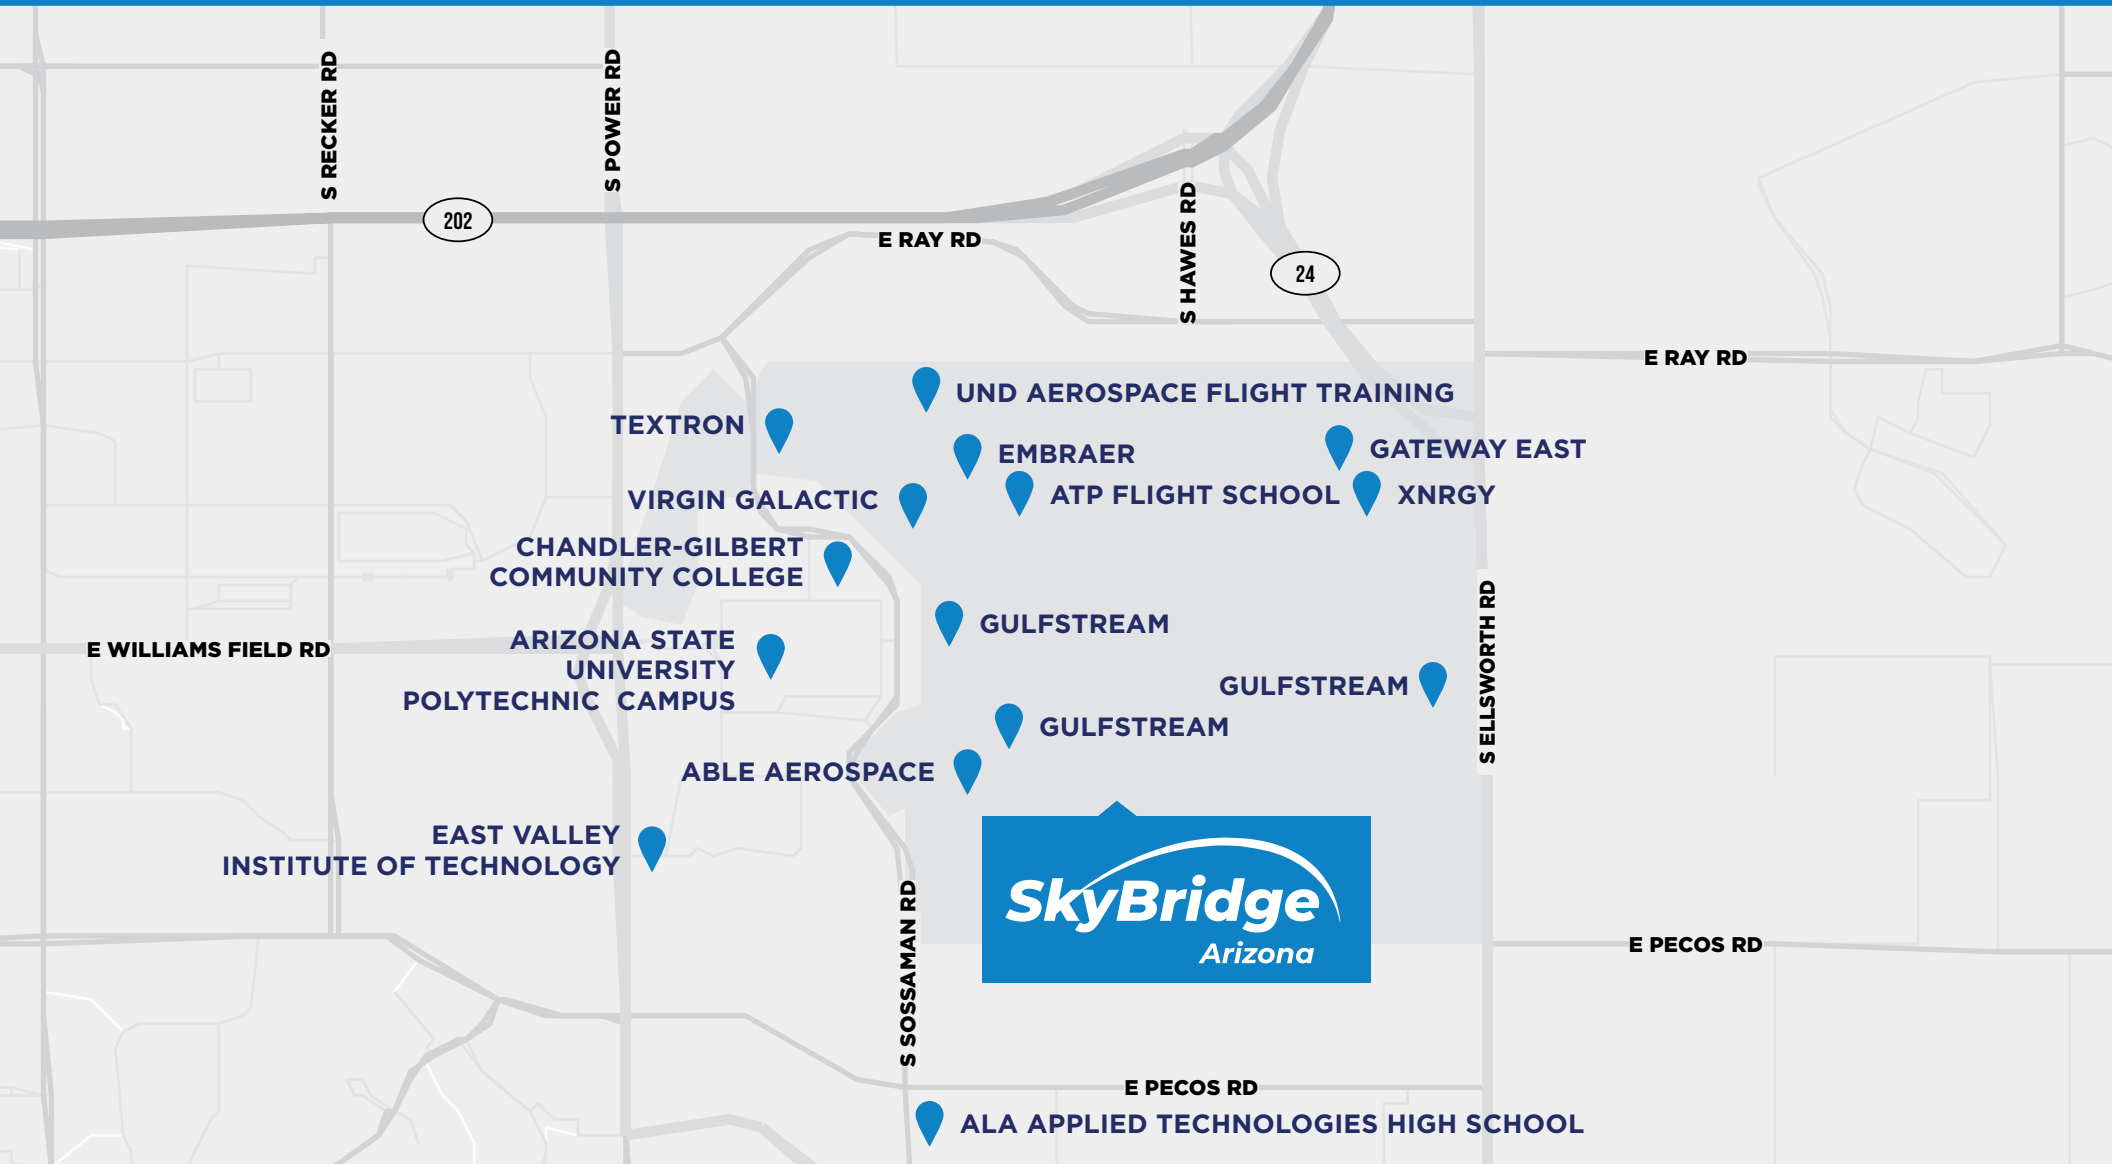 S RECKER RD
S POWER RD
202
E RAY RD
S HAWES RD
24
E RAY RD
UND AEROSPACE FLIGHT TRAINING
TEXTRON
EMBRAER
GATEWAY EAST
VIRGIN GALACTIC
ATP FLIGHT SCHOOL
XNRGY
CHANDLER-GILBERT
COMMUNITY COLLEGE
GULFSTREAM
S ELLSWORTH RD
E WILLIAMS FIELD RD
ARIZONA STATE
UNIVERSITY
POLYTECHNIC CAMPUS
GULFSTREAM
GULFSTREAM
ABLE AEROSPACE
EAST VALLEY
INSTITUTE OF TECHNOLOGY
SkyBridge
Arizona
S SOSSAMAN RD
E PECOS RD
E PECOS RD
ALA APPLIED TECHNOLOGIES HIGH SCHOOL